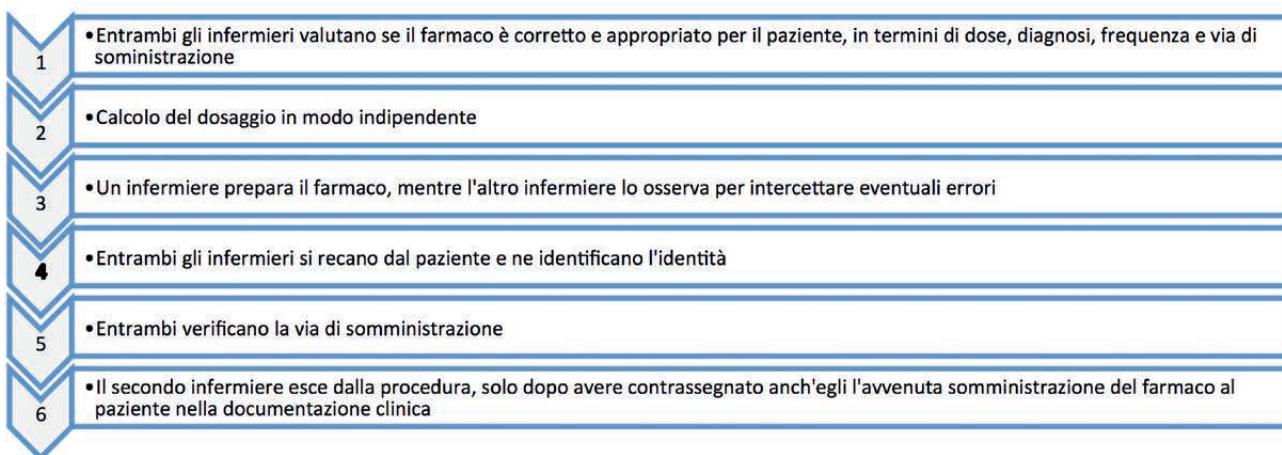 1
•Entrambi gli infermieri valutano se il farmaco è corretto e appropriato per il paziente, in termini di dose, diagnosi, frequenza e via di
soministrazione
2
•Calcolo del dosaggio in modo indipendente
3
•Un infermiere prepara il farmaco, mentre l'altro infermiere lo osserva per intercettare eventuali errori
4
•Entrambi gli infermieri si recano dal paziente e ne identificano l'identità
5
•Entrambi verificano la via di somministrazione
6
•Il secondo infermiere esce dalla procedura, solo dopo avere contrassegnato anch'egli l'avvenuta somministrazione del farmaco al
paziente nella documentazione clinica